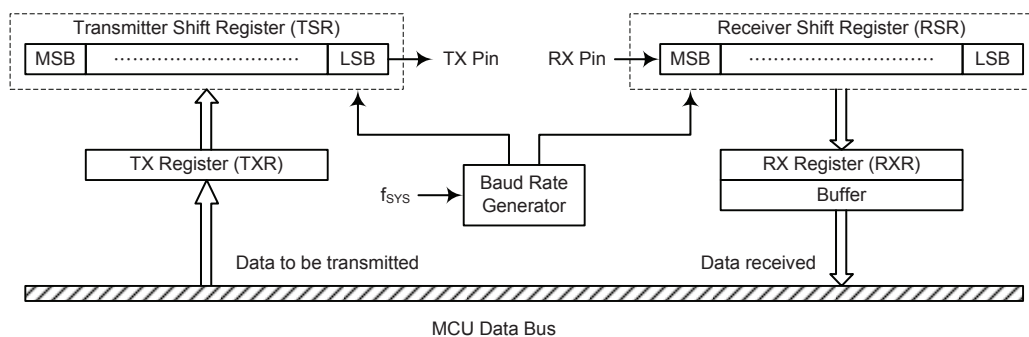 Transmitter Shift Register (TSR)
Receiver Shift Register (RSR)
MSB ................................ LSB
TX Pin
RX Pin
MSB ................................ LSB
TX Register (TXR)
RX Register (RXR)
Buffer
fSYS
Baud Rate
Generator
Data to be transmitted
Data received
MCU Data Bus